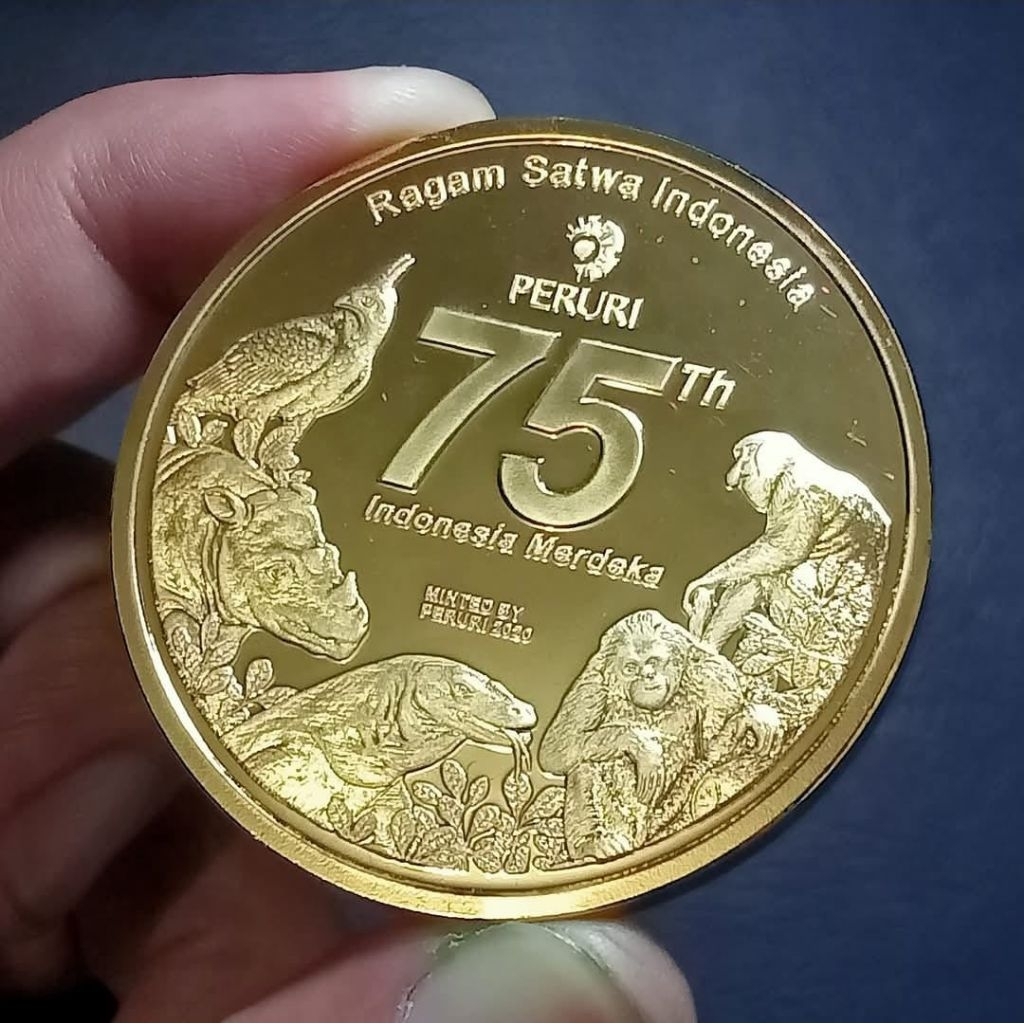 Ragam Satwa Indonesia
PERURI
75Th
Indonesia Merdeka
MINTED BY
PERURI 2020